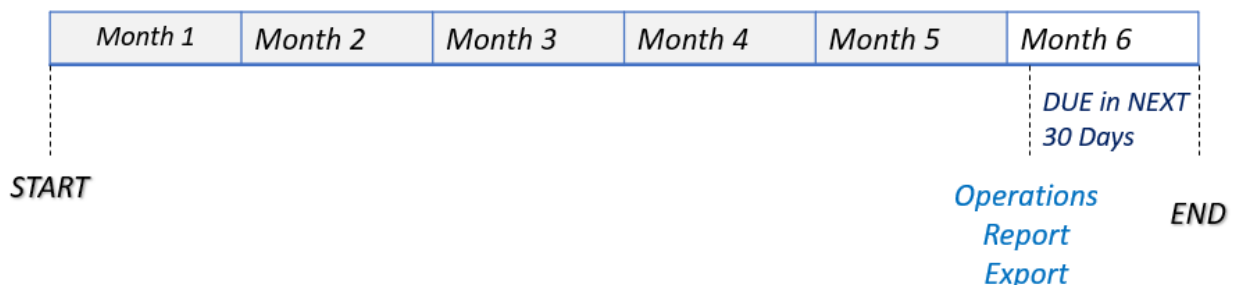 Month 1 Month 2 Month 3 Month 4 Month 5 Month 6
DUE in NEXT
30 Days
START
Operations
Report
Export
END